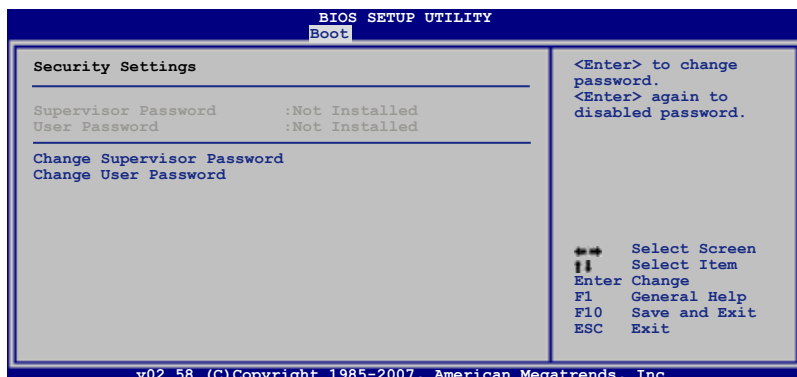 BIOS SETUP UTILITY
Boot
Security Settings
Supervisor Password :Not Installed
User Password :Not Installed
Change Supervisor Password
Change User Password
<Enter> to change
password.
<Enter> again to
disabled password.
Select Screen
Select Item
Enter Change
F1 General Help
F10 Save and Exit
ESC Exit
v02.58 (C)Copyright 1985-2007, American Megatrends, Inc.